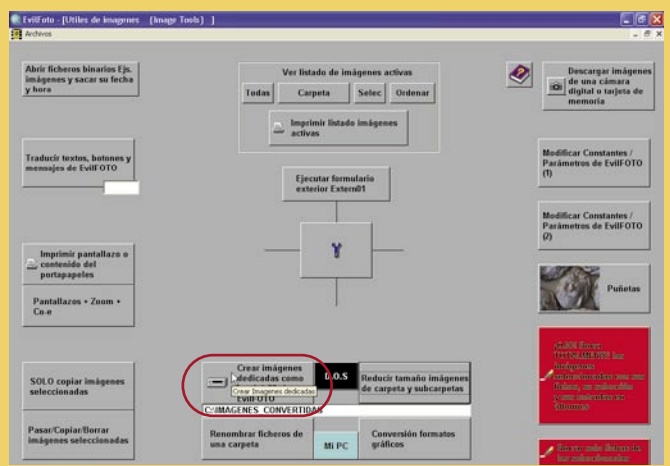 EvilFoto - [Utiles de Imagenes (Image Tools) ]
Archivos
Abrir ficheros binarios Ejs.
imágenes y sacar su fecha
y hora
Traducir textos, botones y
mensajes de EvilFOTO
Imprimir pantallazo o
contenido del
portapapeles
Pantallazos + Zoom +
Co-e
SOLO copiar imágenes
seleccionadas
Pasar/Copiar/Borrar
imágenes seleccionadas
Ver listado de imágenes activas
Todas Carpeta Selec Ordenar
Imprimir listado imágenes
activas
Ejecutar formulario
exterior Extern01
Crear imágenes
dedicadas como
Crear Imagenes dedicadas
EvilFOTO
C:\IMAGENES_CONVERTIDAS
D.O.S
Reducir tamaño imágenes
de carpeta y subcarpetas
Renombrar ficheros de
una carpeta
Mi PC
Conversión formatos
gráficos
Descargar imágenes
de una cámara
digital o tarjeta de
memoria
Modificar Constantes /
Parámetros de EvilFOTO
(1)
Modificar Constantes /
Parámetros de EvilFOTO
(2)
Puñetas